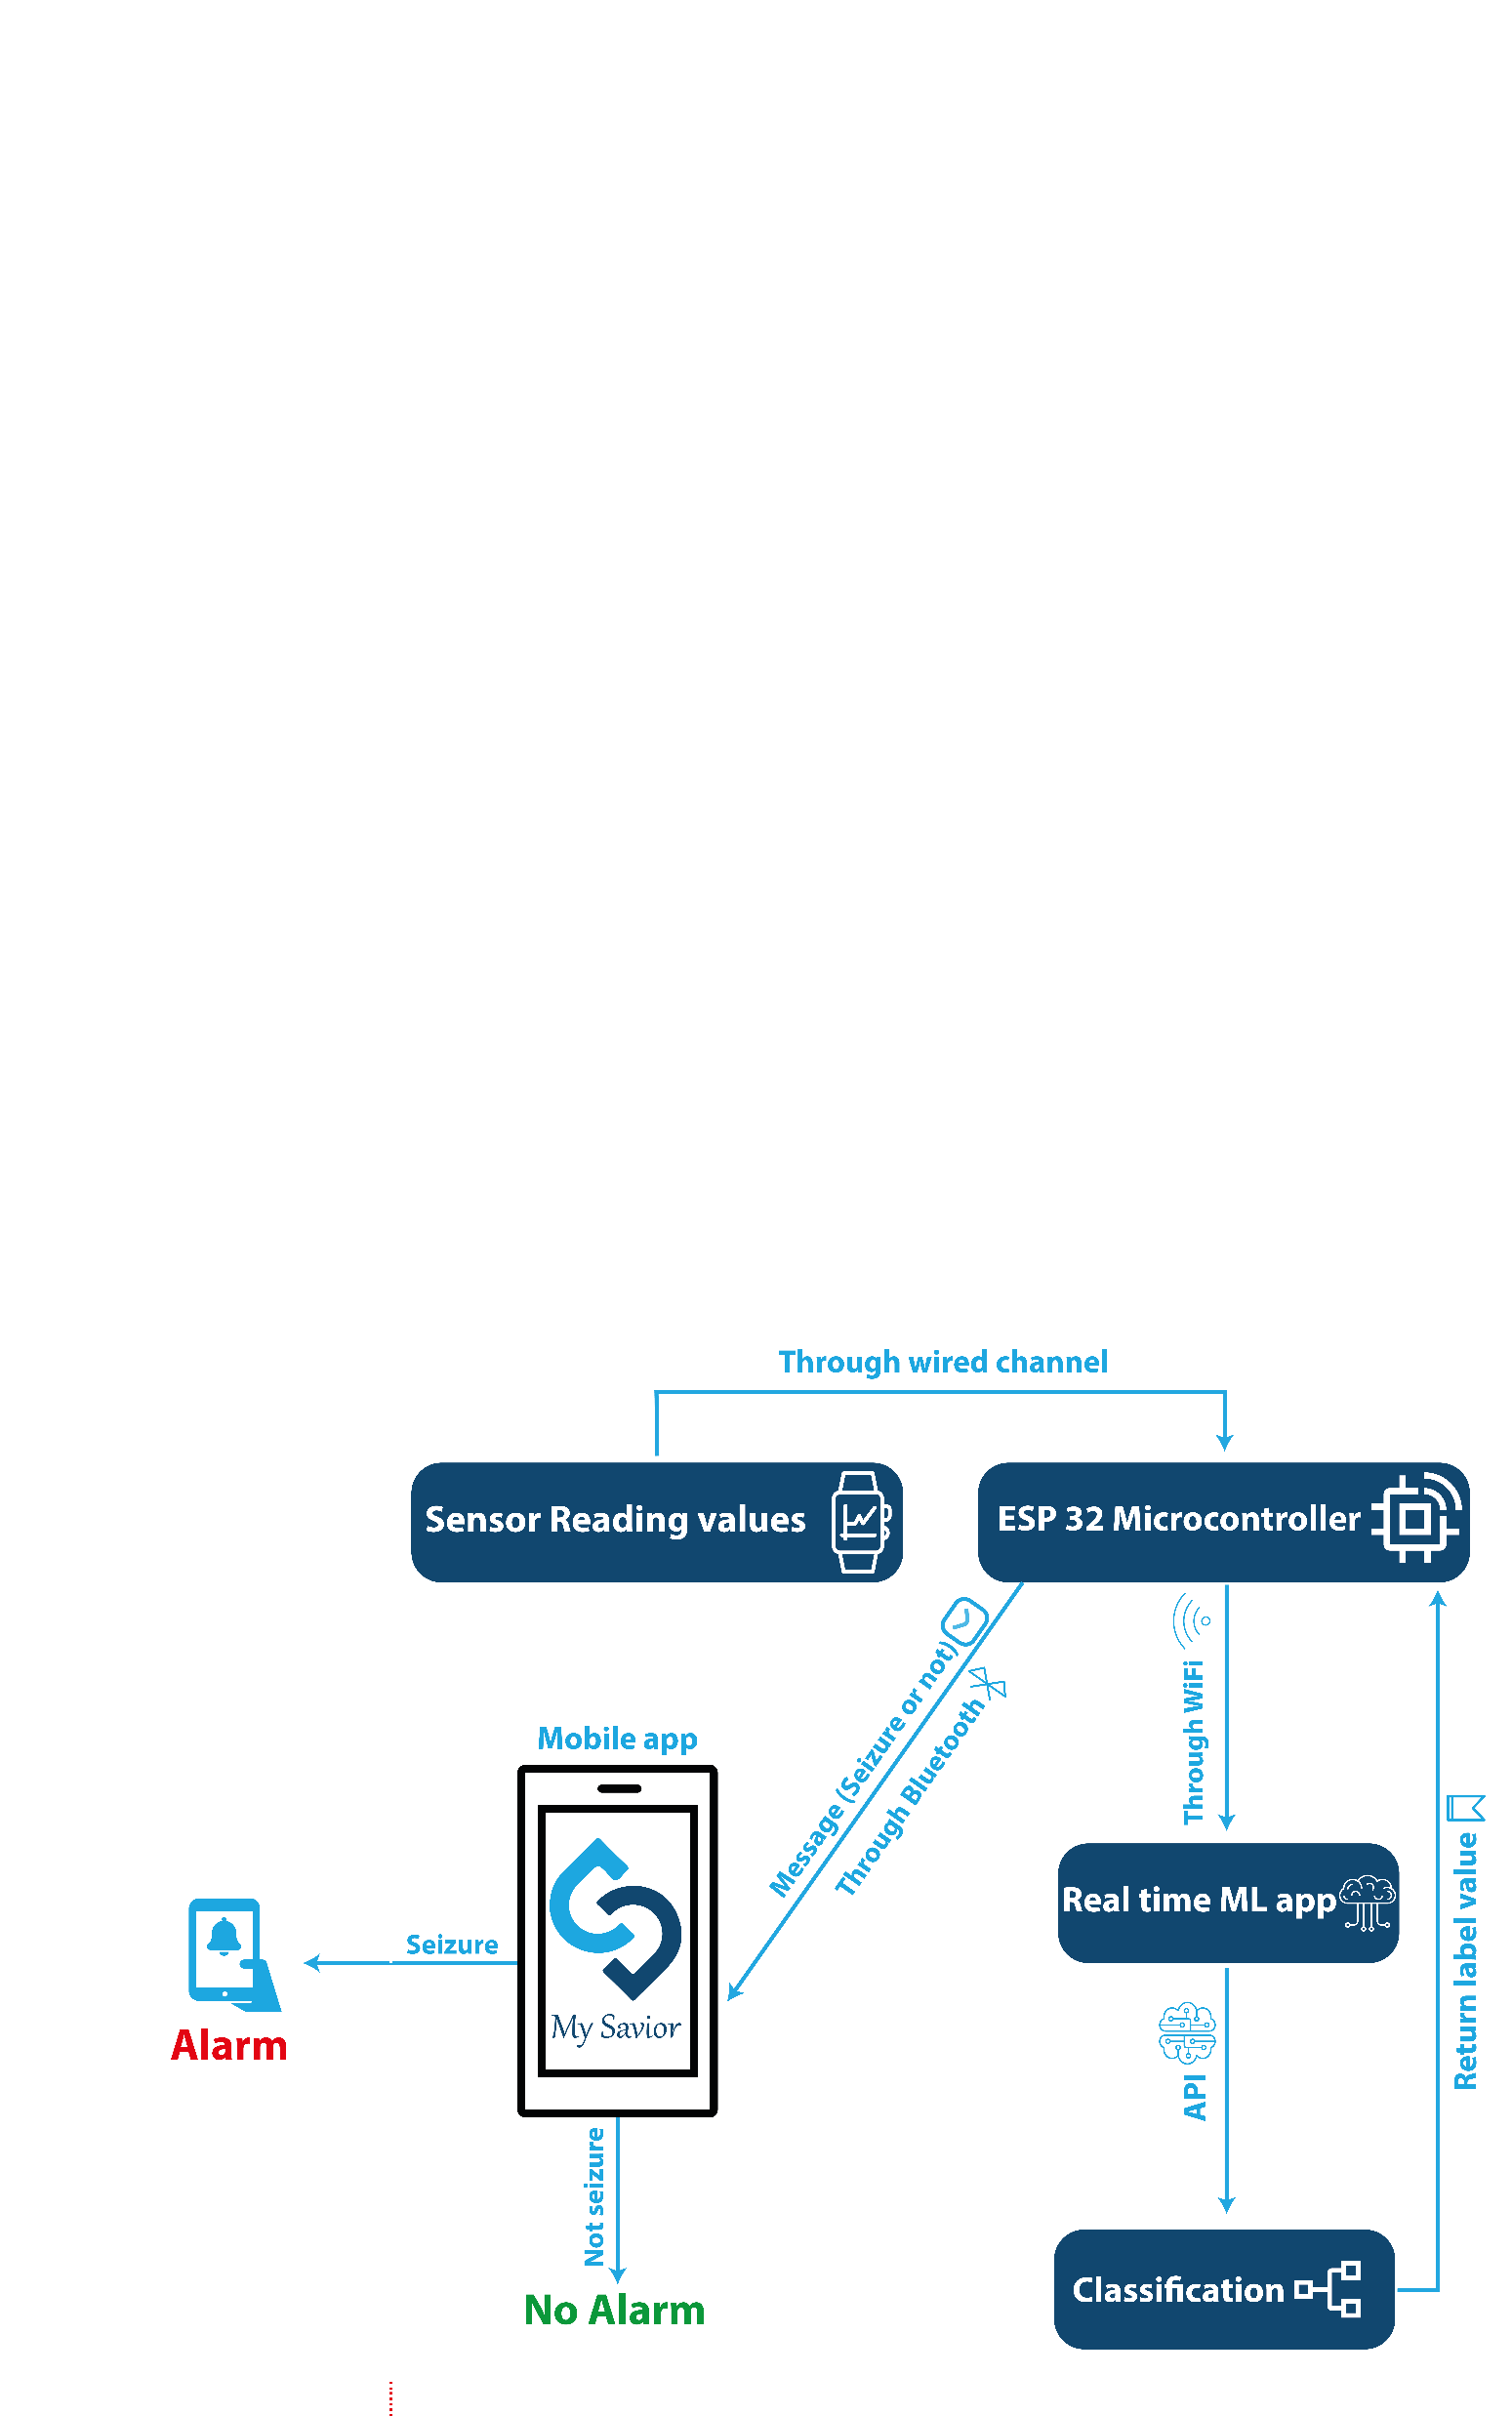 Through wired channel
Sensor Reading values
ESP 32 Microcontroller
Message (Seizure or not)
Through Bluetooth
Through WiFi
Mobile app
Real time ML app
Return label value
Seizure
My Savior
Alarm
API
Not seizure
Classification
No Alarm